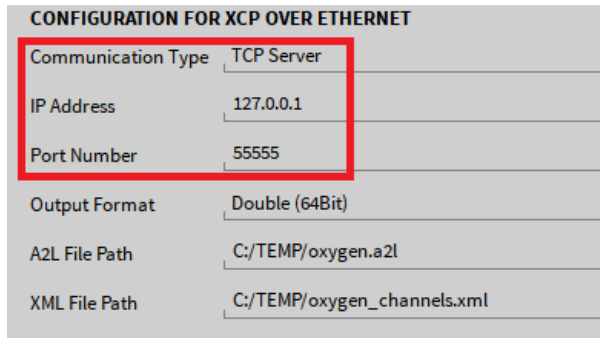 CONFIGURATION FOR XCP OVER ETHERNET
Communication Type TCP Server
IP Address 127.0.0.1
Port Number 55555
Output Format Double (64Bit)
A2L File Path C:/TEMP/oxygen.a2l
XML File Path C:/TEMP/oxygen_channels.xml